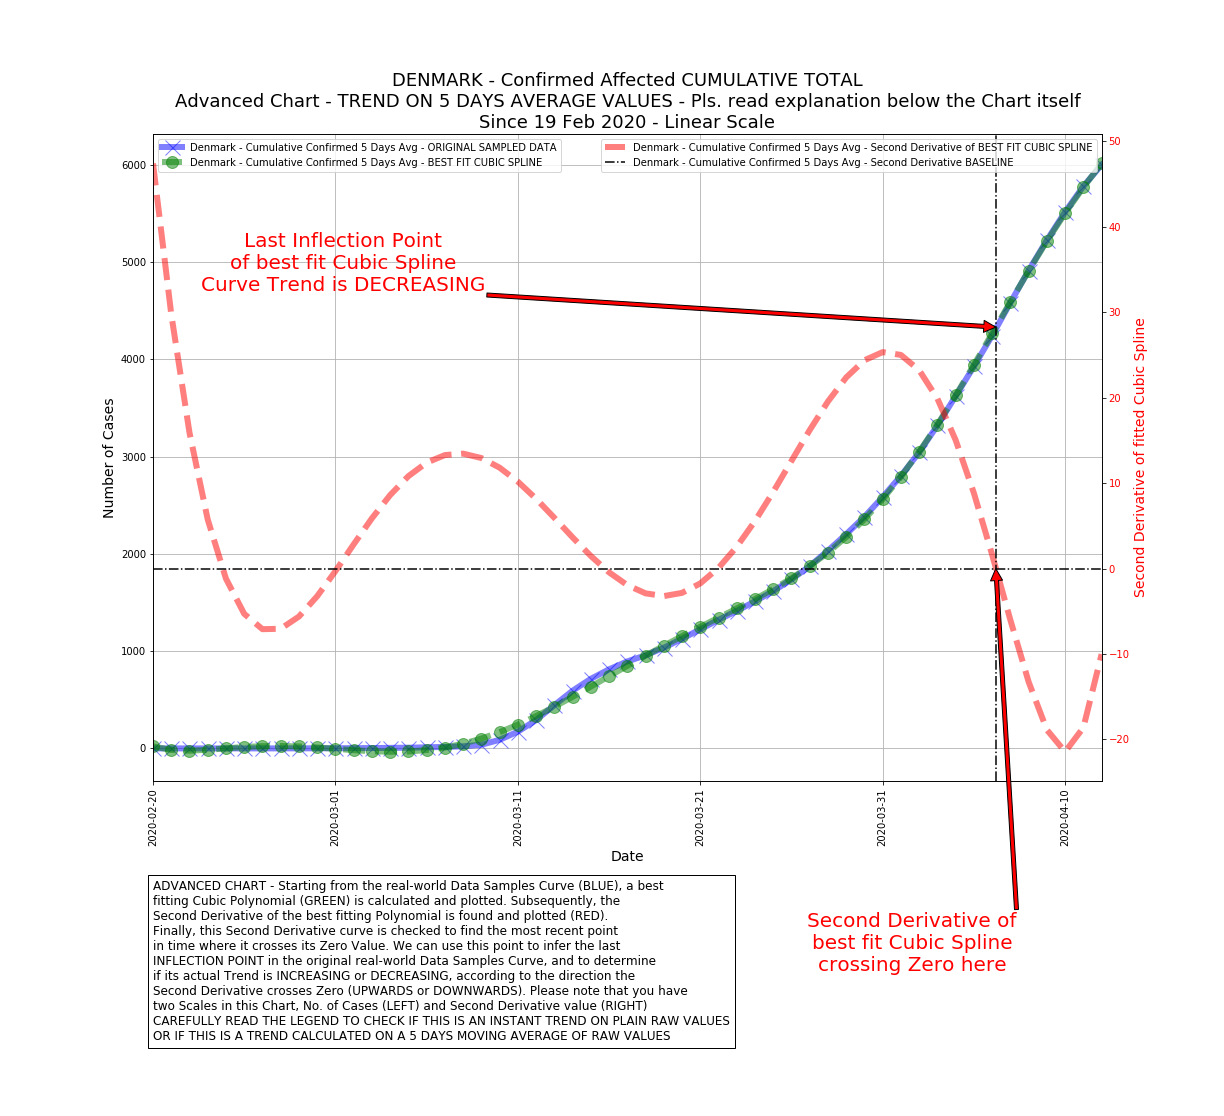 DENMARK - Confirmed Affected CUMULATIVE TOTAL
Advanced Chart - TREND ON 5 DAYS AVERAGE VALUES - Pls. read explanation below the Chart itself
Since 19 Feb 2020 - Linear Scale
Denmark - Cumulative Confirmed 5 Days Avg - ORIGINAL SAMPLED DATA
Denmark - Cumulative Confirmed 5 Days Avg - BEST FIT CUBIC SPLINE
Denmark - Cumulative Confirmed 5 Days Avg - Second Derivative of BEST FIT CUBIC SPLINE
Denmark - Cumulative Confirmed 5 Days Avg - Second Derivative BASELINE
Last Inflection Point
of best fit Cubic Spline
Curve Trend is DECREASING
Number of Cases
6000
5000
4000
3000
2000
1000
0
50
40
30
20
10
0
−10
−20
Second Derivative of fitted Cubic Spline
2020-02-20
2020-03-01
2020-03-11
2020-03-21
2020-03-31
2020-04-10
Date
ADVANCED CHART - Starting from the real-world Data Samples Curve (BLUE), a best
fitting Cubic Polynomial (GREEN) is calculated and plotted. Subsequently, the
Second Derivative of the best fitting Polynomial is found and plotted (RED).
Finally, this Second Derivative curve is checked to find the most recent point
in time where it crosses its Zero Value. We can use this point to infer the last
INFLECTION POINT in the original real-world Data Samples Curve, and to determine
if its actual Trend is INCREASING or DECREASING, according to the direction the
Second Derivative crosses Zero (UPWARDS or DOWNWARDS). Please note that you have
two Scales in this Chart, No. of Cases (LEFT) and Second Derivative value (RIGHT)
CAREFULLY READ THE LEGEND TO CHECK IF THIS IS AN INSTANT TREND ON PLAIN RAW VALUES
OR IF THIS IS A TREND CALCULATED ON A 5 DAYS MOVING AVERAGE OF RAW VALUES
Second Derivative of
best fit Cubic Spline
crossing Zero here